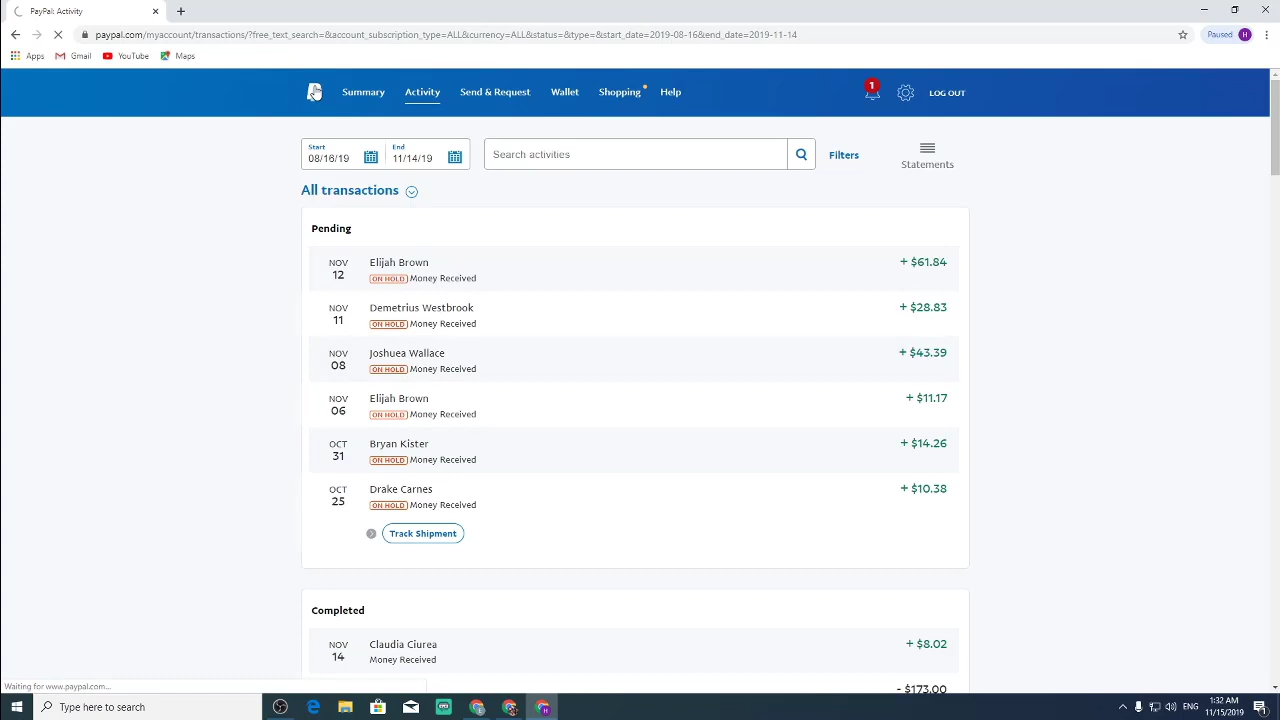 PayPal: Activity
paypal.com/myaccount/transactions/?free_text_search=&account_subscription_type=ALL&currency=ALL&status=&type=&start_date=2019-08-16&end_date=2019-11-14
Paused H
Apps Gmail YouTube Maps
Summary Activity Send & Request Wallet Shopping Help 1 LOG OUT
Start 08/16/19 End 11/14/19
Search activities
Filters
Statements
All transactions
Pending
NOV 12 Elijah Brown + $61.84
ON HOLD Money Received
NOV 11 Demetrius Westbrook + $28.83
ON HOLD Money Received
NOV 08 Joshuea Wallace + $43.39
ON HOLD Money Received
NOV 06 Elijah Brown + $11.17
ON HOLD Money Received
OCT 31 Bryan Kister + $14.26
ON HOLD Money Received
OCT 25 Drake Carnes + $10.38
ON HOLD Money Received
Track Shipment
Completed
NOV 14 Claudia Ciurea + $8.02
Money Received
- $173.00
Waiting for www.paypal.com...
Type here to search
1:32 AM
11/15/2019